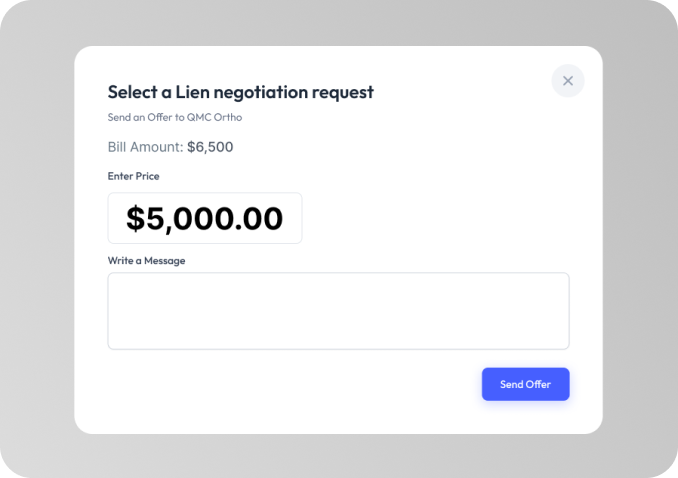 Select a Lien negotiation request
Send an Offer to QMC Ortho
Bill Amount: $6,500
Enter Price
$5,000.00
Write a Message
Send Offer